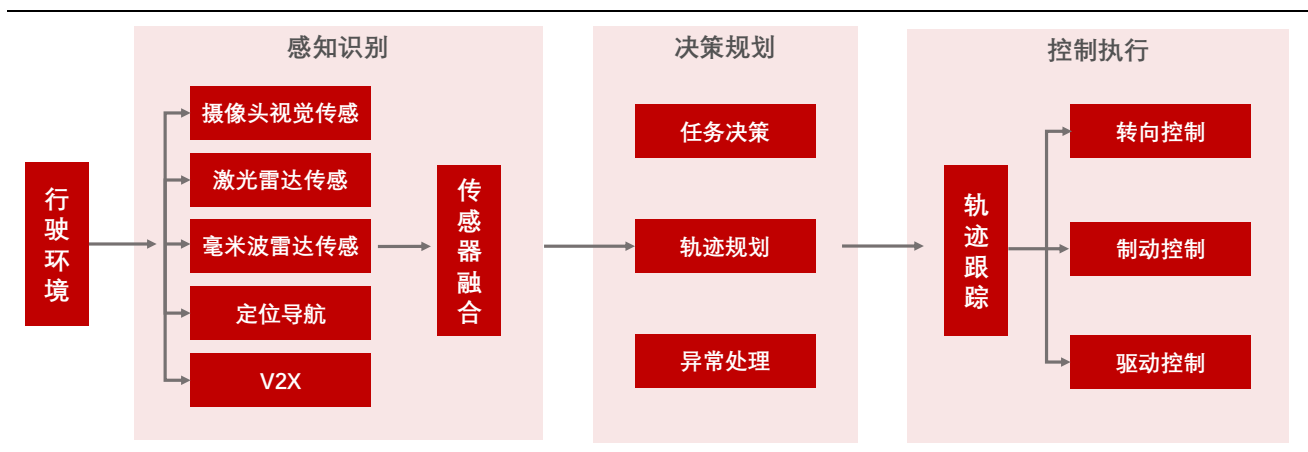 感知识别
决策规划
控制执行
行驶环境
摄像头视觉传感
激光雷达传感
毫米波雷达传感
定位导航
V2X
传感器融合
任务决策
轨迹规划
异常处理
轨迹跟踪
转向控制
制动控制
驱动控制